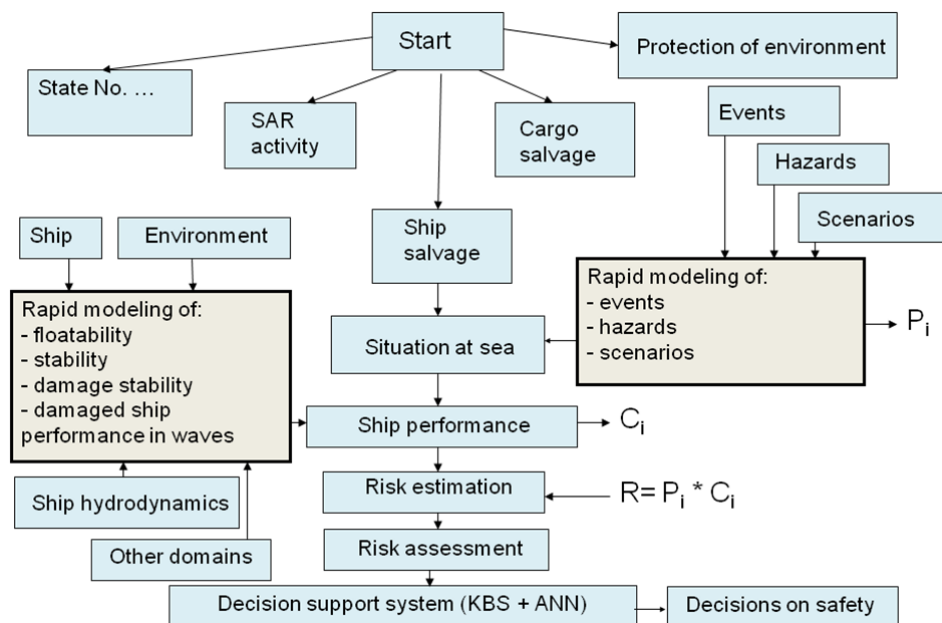 Start
Protection of environment
State No. ...
SAR
activity
Cargo
salvage
Events
Hazards
Scenarios
Ship
Environment
Ship
salvage
Rapid modeling of:
- floatability
- stability
- damage stability
- damaged ship
performance in waves
Rapid modeling of:
- events
- hazards
- scenarios
Pi
Situation at sea
Ship performance
Ci
Ship hydrodynamics
Risk estimation
R= Pi * Ci
Other domains
Risk assessment
Decision support system (KBS + ANN)
Decisions on safety